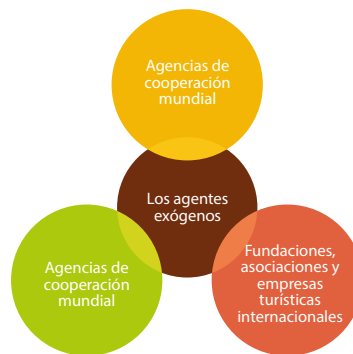 Agencias de
cooperación
mundial
Los agentes
exógenos
Agencias de
cooperación
mundial
Fundaciones,
asociaciones y
empresas
turísticas
internacionales